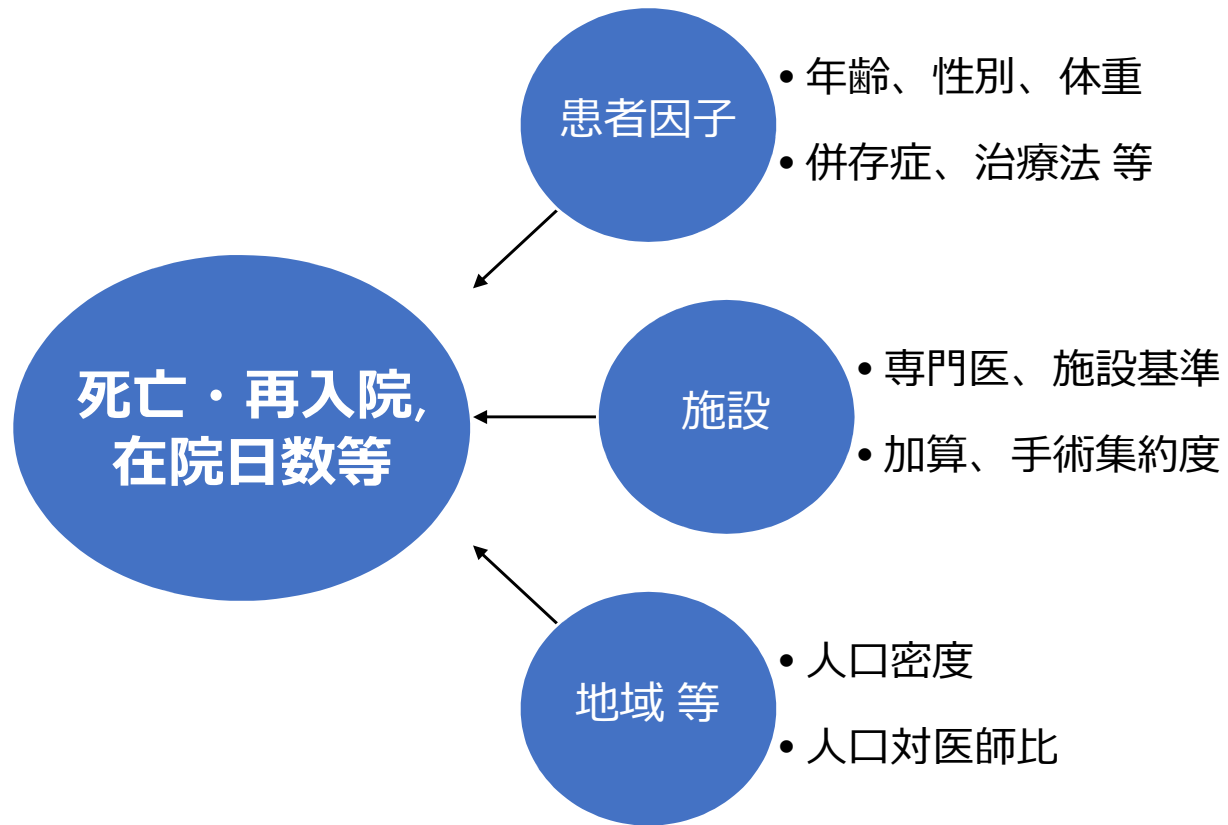 患者因子
• 年齢、性別、体重
• 併存症、治療法 等
死亡・再入院,
在院日数等
施設
• 専門医、施設基準
• 加算、手術集約度
地域 等
• 人口密度
• 人口対医師比